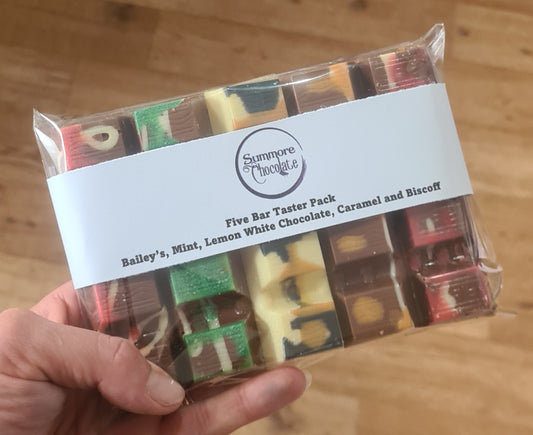 Summore
Chocolate
Five Bar Taster Pack
Bailey's, Mint, Lemon White Chocolate, Caramel and Biscoff